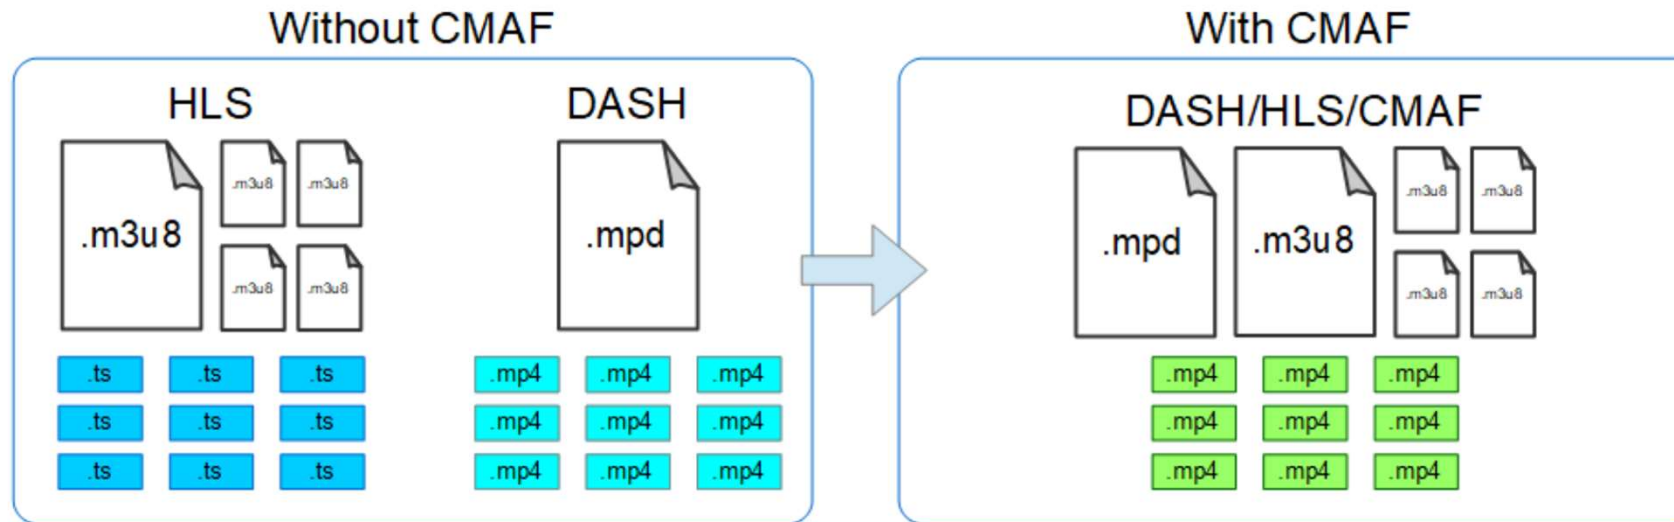 Without CMAF
With CMAF
HLS
DASH
.m3u8
.m3u8 .m3u8
.m3u8 .m3u8
.mpd
.ts .ts .ts
.ts .ts .ts
.ts .ts .ts
.mp4 .mp4 .mp4
.mp4 .mp4 .mp4
.mp4 .mp4 .mp4
DASH/HLS/CMAF
.mpd
.m3u8
.m3u8 .m3u8
.m3u8 .m3u8
.mp4 .mp4 .mp4
.mp4 .mp4 .mp4
.mp4 .mp4 .mp4